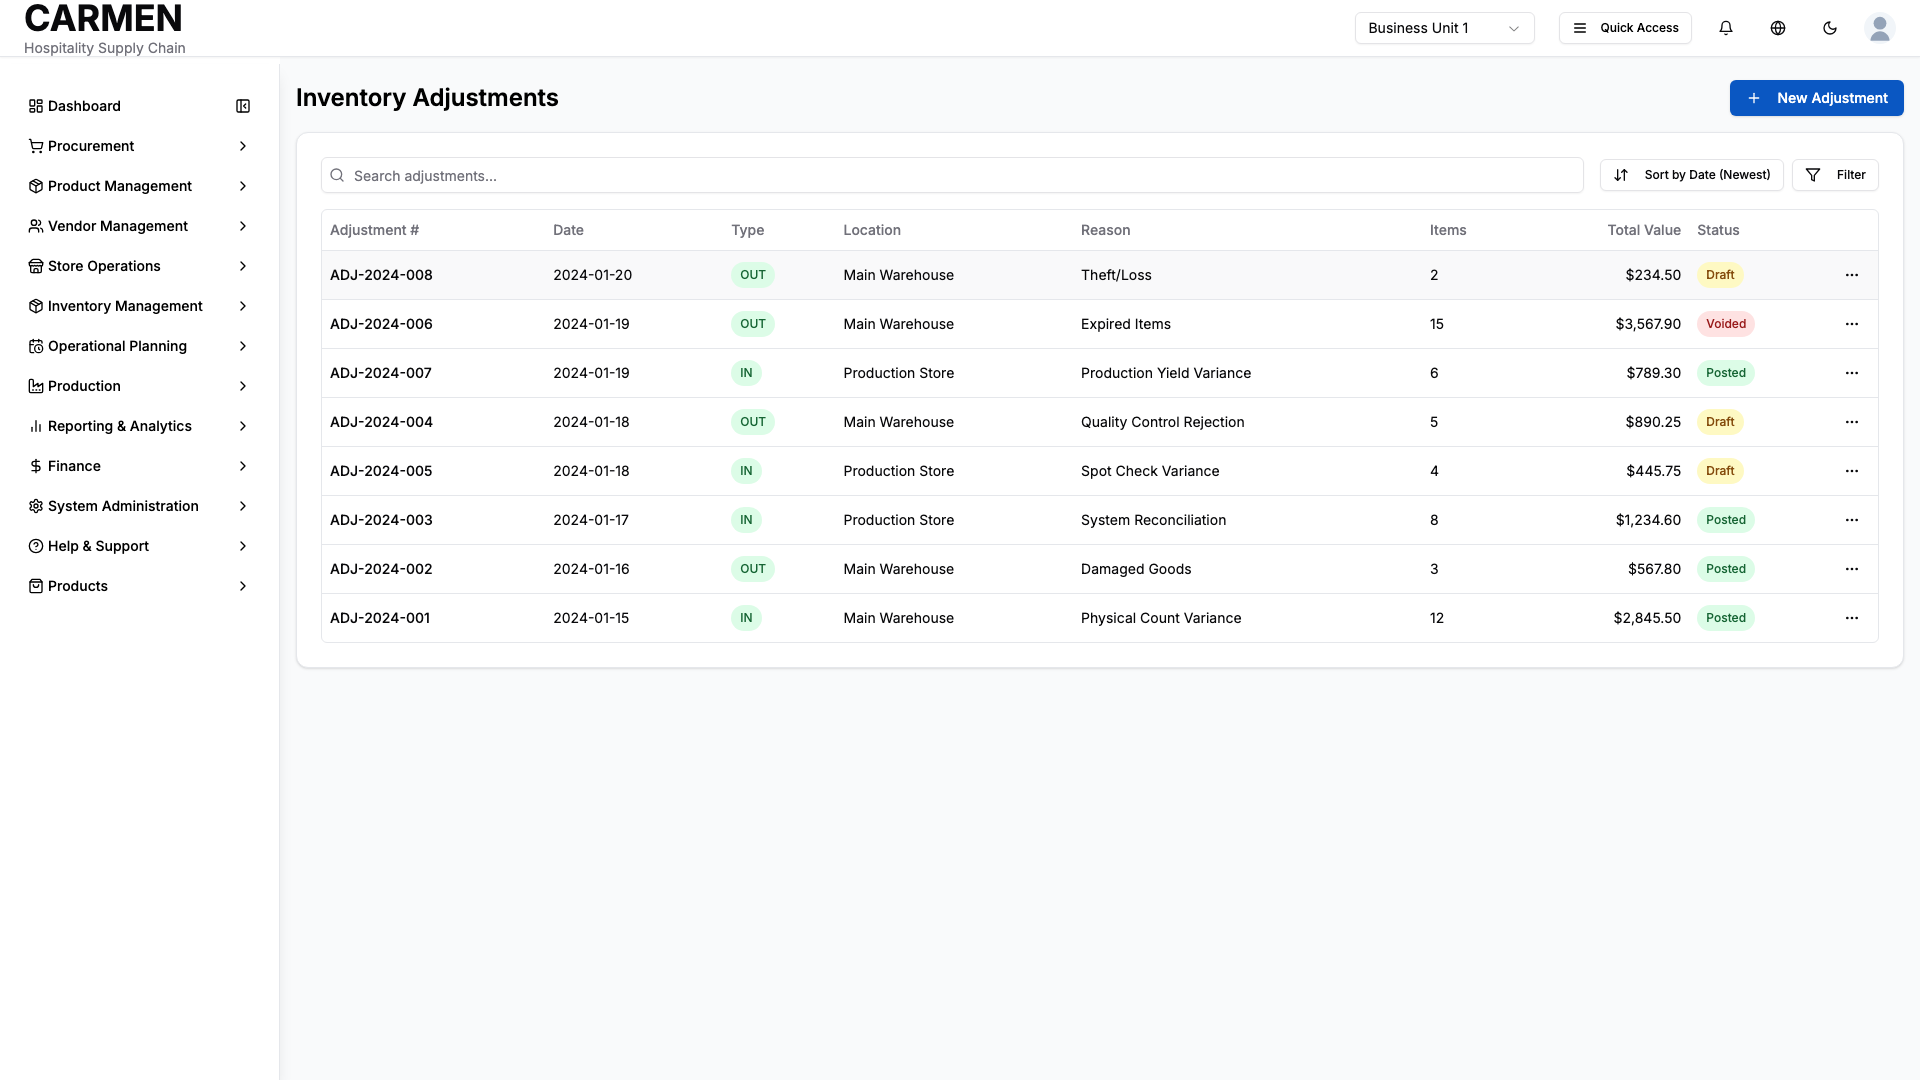 CARMEN
Hospitality Supply Chain
Business Unit 1
Quick Access
Dashboard
Procurement
Product Management
Vendor Management
Store Operations
Inventory Management
Operational Planning
Production
Reporting & Analytics
Finance
System Administration
Help & Support
Products
Inventory Adjustments
New Adjustment
Search adjustments...
Sort by Date (Newest)
Filter
Adjustment # Date Type Location Reason Items Total Value Status
ADJ-2024-008 2024-01-20 OUT Main Warehouse Theft/Loss 2 $234.50 Draft
ADJ-2024-006 2024-01-19 OUT Main Warehouse Expired Items 15 $3,567.90 Voided
ADJ-2024-007 2024-01-19 IN Production Store Production Yield Variance 6 $789.30 Posted
ADJ-2024-004 2024-01-18 OUT Main Warehouse Quality Control Rejection 5 $890.25 Draft
ADJ-2024-005 2024-01-18 IN Production Store Spot Check Variance 4 $445.75 Draft
ADJ-2024-003 2024-01-17 IN Production Store System Reconciliation 8 $1,234.60 Posted
ADJ-2024-002 2024-01-16 OUT Main Warehouse Damaged Goods 3 $567.80 Posted
ADJ-2024-001 2024-01-15 IN Main Warehouse Physical Count Variance 12 $2,845.50 Posted